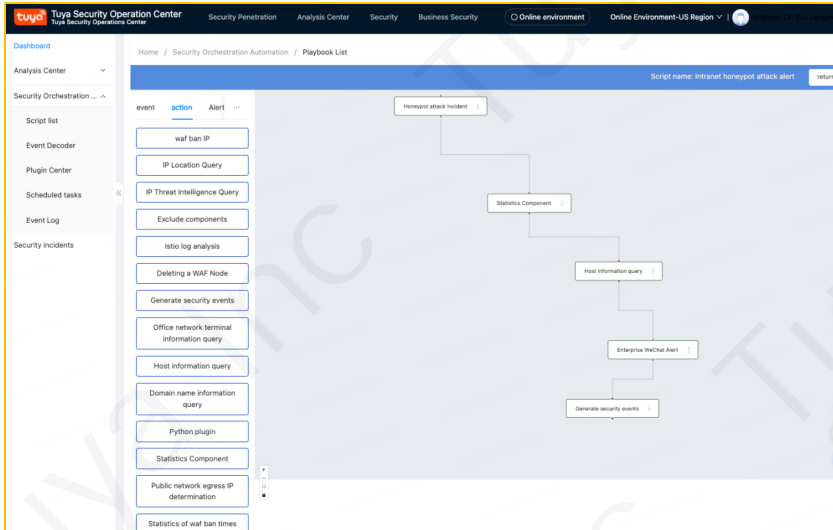 tuya Tuya Security Operation Center
Tuya Security Operations Center
Security Penetration Analysis Center Security Business Security Online environment Online Environment-US Region
Dashboard
Analysis Center
Security Orchestration ...
Script list
Event Decoder
Plugin Center
Scheduled tasks
Event Log
Security incidents
Home / Security Orchestration Automation / Playbook List
Script name: Intranet honeypot attack alert return
event action Alert ...
waf ban IP
IP Location Query
IP Threat Intelligence Query
Exclude components
Istio log analysis
Deleting a WAF Node
Generate security events
Office network terminal
information query
Host information query
Domain name information
query
Python plugin
Statistics Component
Public network egress IP
determination
Statistics of waf ban times
Honeypot attack incident
Statistics Component
Host information query
Enterprise WeChat Alert
Generate security events
Tuya Inc